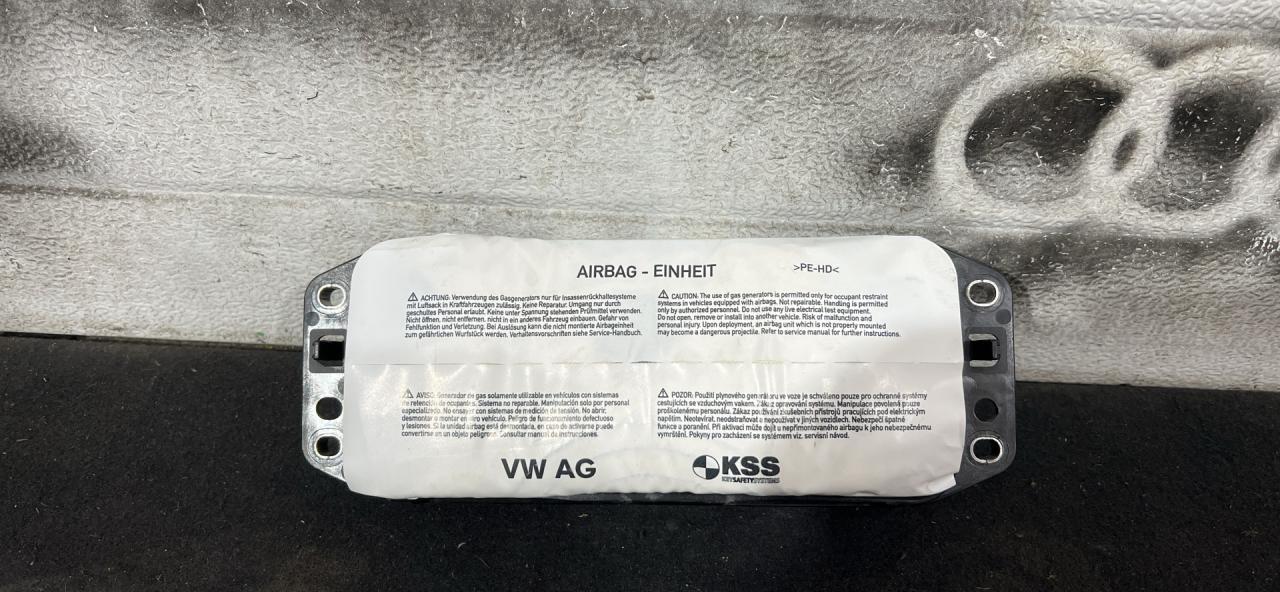 AIRBAG - EINHEIT
>PE-HD<
⚠ ACHTUNG: Verwendung des Gasgenerators nur für Insassenrückhaltesysteme
mit Luftsack in Kraftfahrzeugen zulässig. Keine Reparatur. Umgang nur durch
geschultes Personal erlaubt. Keine unter Spannung stehenden Prüfmittel verwenden.
Nicht öffnen, nicht entfernen, nicht in ein anderes Fahrzeug einbauen. Gefahr von
Fehlfunktion und Verletzung. Bei Auslösung kann die nicht montierte Airbageinheit
zum gefährlichen Wurfstück werden. Verhaltensvorschriften siehe Service-Handbuch.
⚠ CAUTION: The use of gas generators is permitted only for occupant restraint
systems in vehicles equipped with airbags. Not repairable. Handling is permitted
only by authorized personnel. Do not use any live electrical test equipment.
Do not open, remove or install into another vehicle. Risk of malfunction and
personal injury. Upon deployment, an airbag unit which is not properly mounted
may become a dangerous projectile. Refer to service manual for further instructions.
⚠ AVISO: Generador de gas solamente utilizable en vehículos con sistemas
de retención de ocupantes. Sistema no reparable. Manipulación solo por personal
especializado. No ensayar con sistemas de medición de tensión. No abrir,
desmontar o montar en otro vehículo. Peligro de funcionamiento defectuoso
y lesiones. Si la unidad airbag está desmontada, en caso de activarse puede
convertirse en un objeto peligroso. Consultar manual de instrucciones.
⚠ POZOR: Použití plynového generátoru ve voze je schváleno pouze pro ochranné systémy
cestujících se vzduchovým vakem. Zákaz opravování systému. Manipulace povolená pouze
proškolenému personálu. Zákaz používání zkušebních přístrojů pracujících pod elektrickým
napětím. Neotevírat, neodstraňovat a nepoužívat v jiných vozidlech. Nebezpečí špatné
funkce a poranění. Při aktivaci může dojít u nepřimontovaného airbagu k jeho nebezpečnému
vymrštění. Pokyny pro zacházení se systémem viz. servisní návod.
VW AG
KSS
KEYSAFETYSYSTEMS